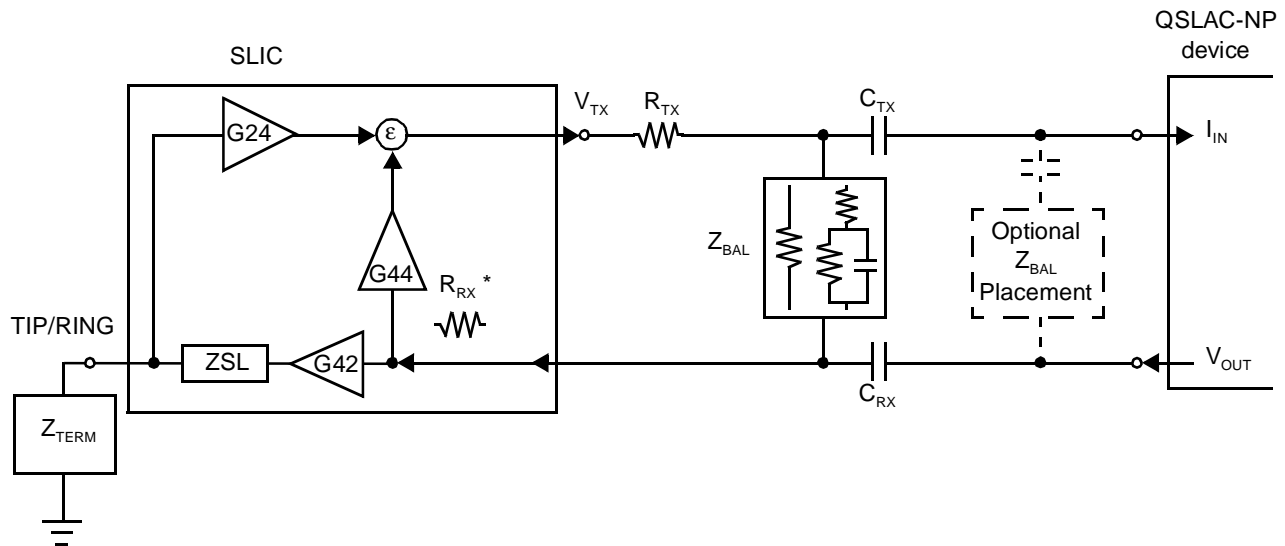 QSLAC-NP
device
SLIC
V_TX
R_TX
C_TX
G24
ε
I_IN
Z_BAL
Optional
Z_BAL
Placement
G44
R_RX *
TIP/RING
ZSL
G42
V_OUT
C_RX
Z_TERM